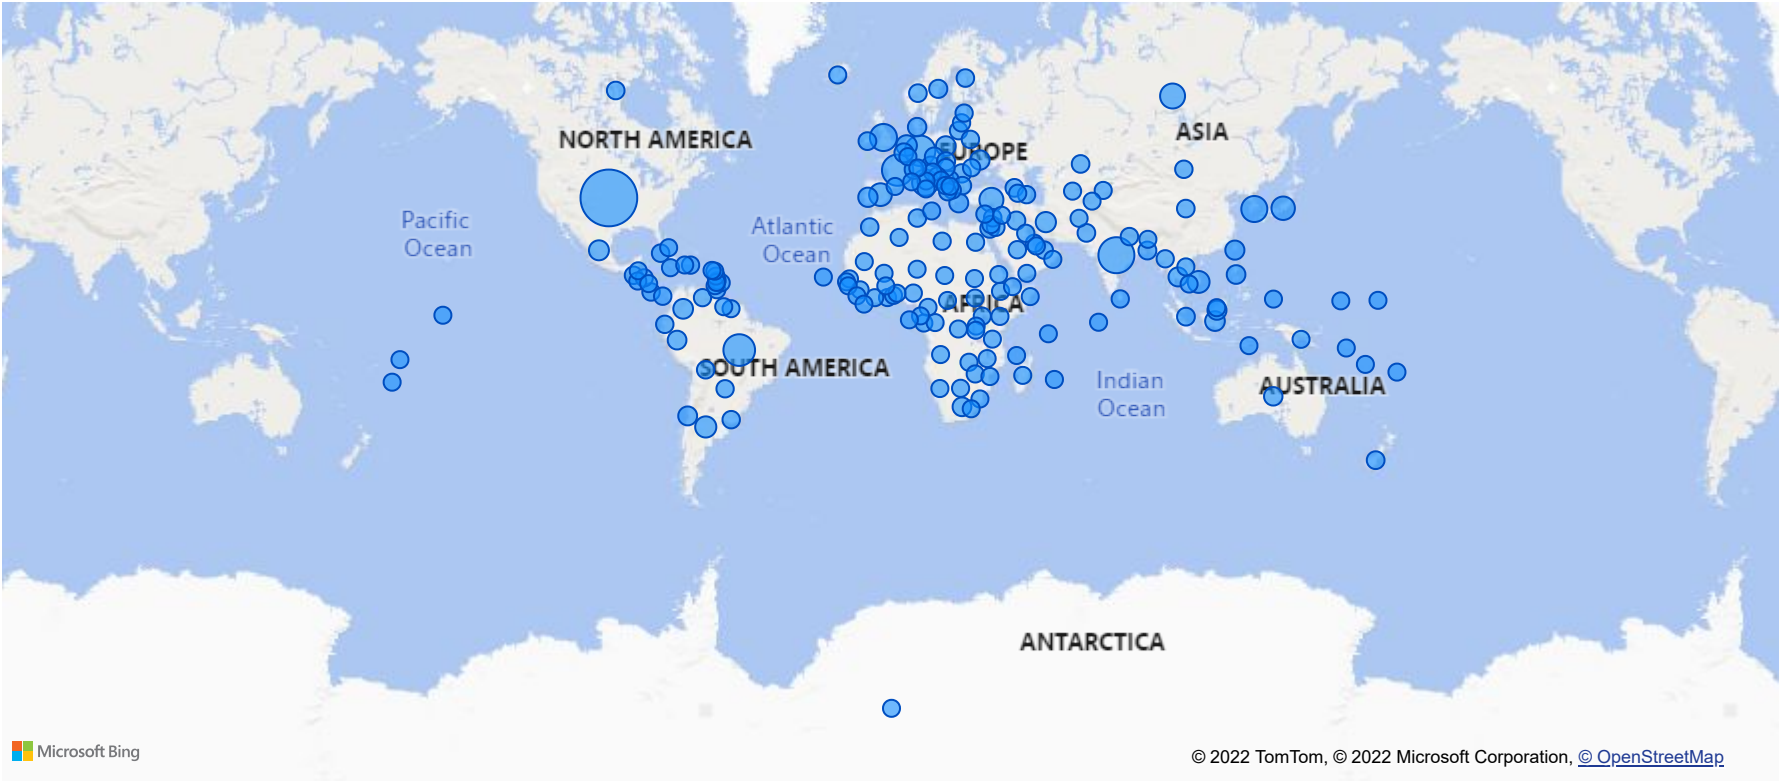 NORTH AMERICA
ASIA
EUROPE
Pacific
Ocean
Atlantic
Ocean
AFRICA
SOUTH AMERICA
Indian
Ocean
AUSTRALIA
ANTARCTICA
Microsoft Bing
© 2022 TomTom, © 2022 Microsoft Corporation, © OpenStreetMap